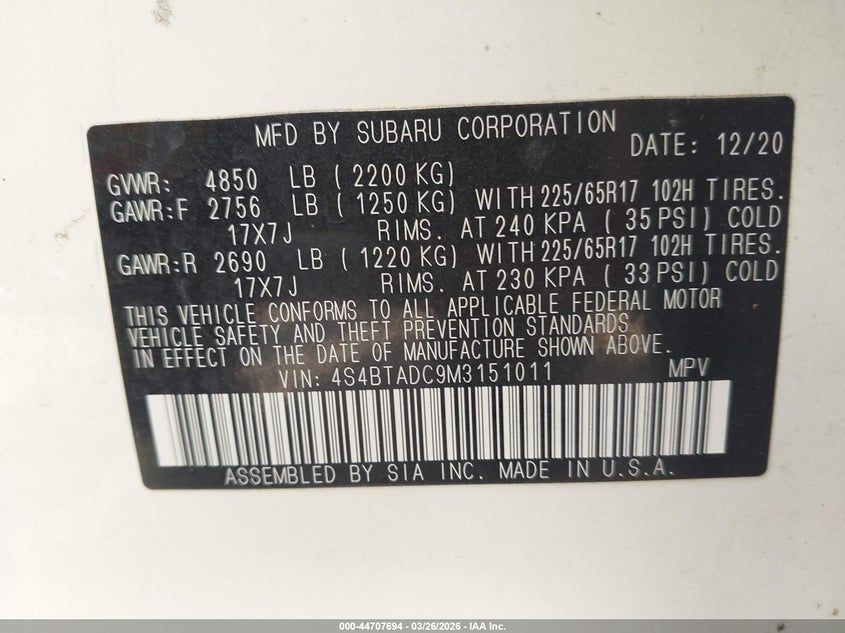 MFD BY SUBARU CORPORATION DATE: 12/20
GVWR: 4850 LB ( 2200 KG)
GAWR:F 2756 LB ( 1250 KG) WITH 225/65R17 102H TIRES.
17X7J RIMS. AT 240 KPA ( 35 PSI) COLD
GAWR:R 2690 LB ( 1220 KG) WITH 225/65R17 102H TIRES.
17X7J RIMS. AT 230 KPA ( 33 PSI) COLD
THIS VEHICLE CONFORMS TO ALL APPLICABLE FEDERAL MOTOR
VEHICLE SAFETY AND THEFT PREVENTION STANDARDS
IN EFFECT ON THE DATE OF MANUFACTURE SHOWN ABOVE.
VIN: 4S4BTADC9M3151011 MPV
ASSEMBLED BY SIA INC. MADE IN U.S.A.
000-44707694 - 03/26/2026 - IAA Inc.